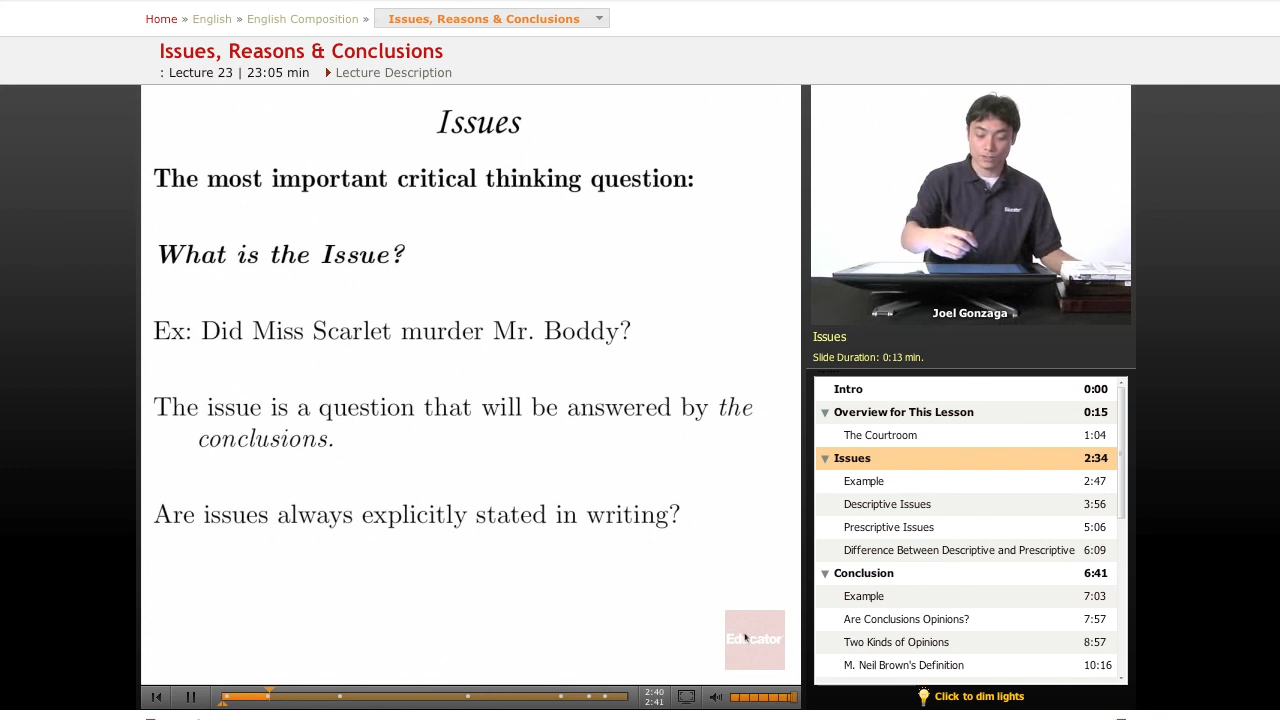 Home » English » English Composition » Issues, Reasons & Conclusions
Issues, Reasons & Conclusions
: Lecture 23 | 23:05 min Lecture Description
Issues
The most important critical thinking question:
What is the Issue?
Ex: Did Miss Scarlet murder Mr. Boddy?
The issue is a question that will be answered by the
conclusions.
Are issues always explicitly stated in writing?
Educator
2:40
2:41
Joel Gonzaga
Issues
Slide Duration: 0:13 min.
Intro 0:00
Overview for This Lesson 0:15
The Courtroom 1:04
Issues 2:34
Example 2:47
Descriptive Issues 3:56
Prescriptive Issues 5:06
Difference Between Descriptive and Prescriptive 6:09
Conclusion 6:41
Example 7:03
Are Conclusions Opinions? 7:57
Two Kinds of Opinions 8:57
M. Neil Brown's Definition 10:16
Click to dim lights